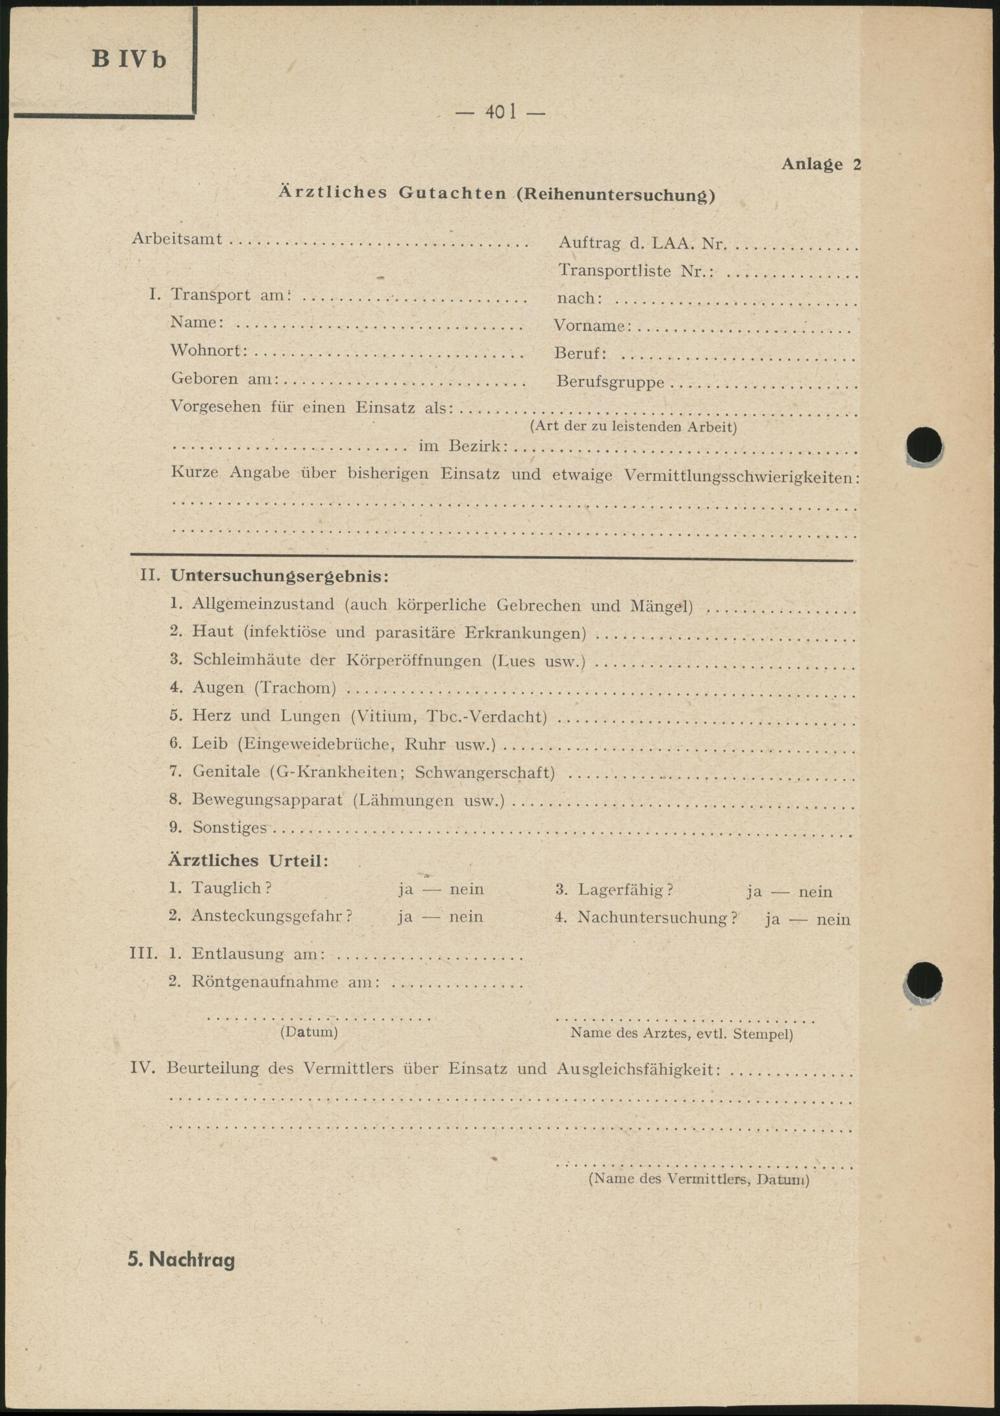 B IV b
— 40 l —
Anlage 2
Ärztliches Gutachten (Reihenuntersuchung)
Arbeitsamt ................................ Auftrag d. LAA. Nr. ..............
Transportliste Nr.: ...............
I. Transport am: ......................... nach: ..........................
Name: ............................... Vorname: ........................
Wohnort: ............................. Beruf: ..........................
Geboren am: .......................... Berufsgruppe .....................
Vorgesehen für einen Einsatz als: ............................................
(Art der zu leistenden Arbeit)
.......................... im Bezirk: ......................................
Kurze Angabe über bisherigen Einsatz und etwaige Vermittlungsschwierigkeiten:
...........................................................................
...........................................................................
II. Untersuchungsergebnis:
1. Allgemeinzustand (auch körperliche Gebrechen und Mängel) .................
2. Haut (infektiöse und parasitäre Erkrankungen) .............................
3. Schleimhäute der Körperöffnungen (Lues usw.) .............................
4. Augen (Trachom) ........................................................
5. Herz und Lungen (Vitium, Tbc.-Verdacht) .................................
6. Leib (Eingeweidebrüche, Ruhr usw.) .......................................
7. Genitale (G-Krankheiten; Schwangerschaft) ................................
8. Bewegungsapparat (Lähmungen usw.) ......................................
9. Sonstiges ...............................................................
Ärztliches Urteil:
1. Tauglich? ja — nein 3. Lagerfähig? ja — nein
2. Ansteckungsgefahr? ja — nein 4. Nachuntersuchung? ja — nein
III. 1. Entlausung am: .....................
2. Röntgenaufnahme am: ...............
......................... .............................
(Datum) Name des Arztes, evtl. Stempel)
IV. Beurteilung des Vermittlers über Einsatz und Ausgleichsfähigkeit: ..............
...........................................................................
...........................................................................
.................................
(Name des Vermittlers, Datum)
5. Nachtrag